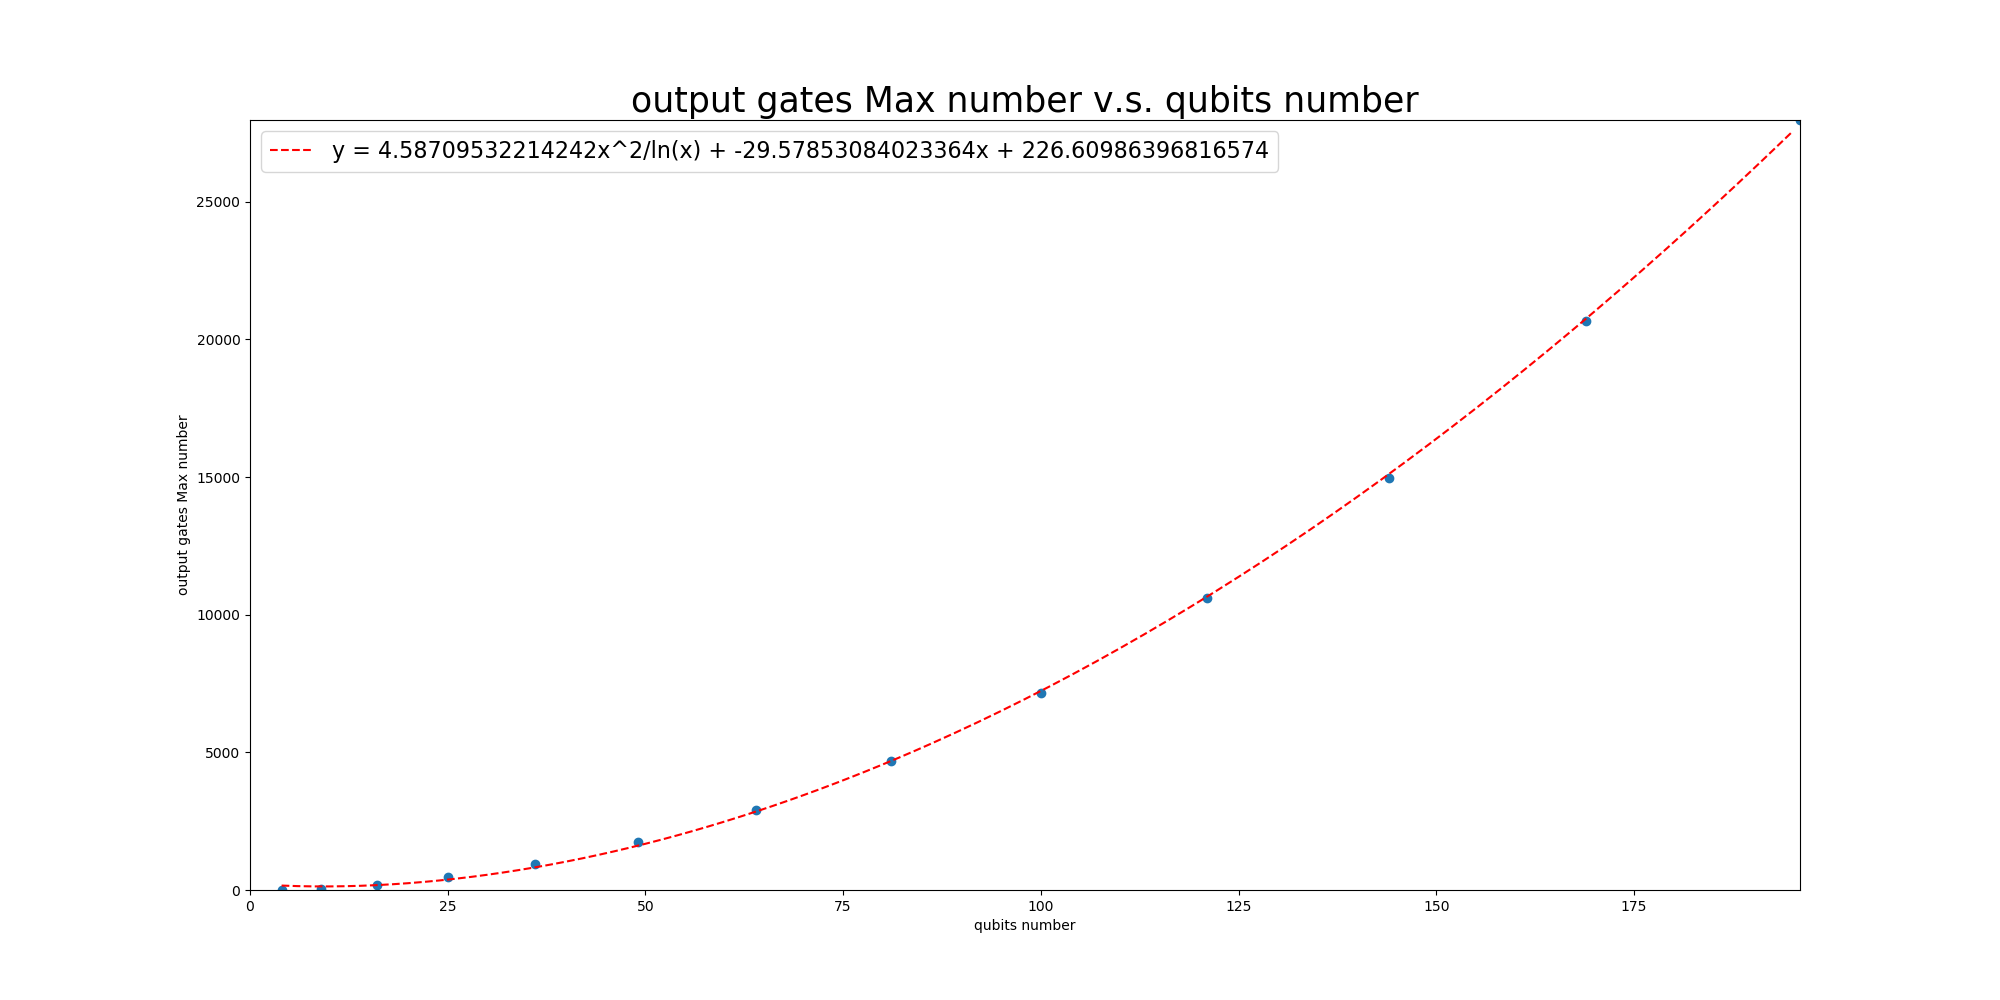 output gates Max number v.s. qubits number
y = 4.58709532214242x^2/ln(x) + -29.57853084023364x + 226.60986396816574
25000
20000
15000
10000
5000
0
output gates Max number
0 25 50 75 100 125 150 175
qubits number